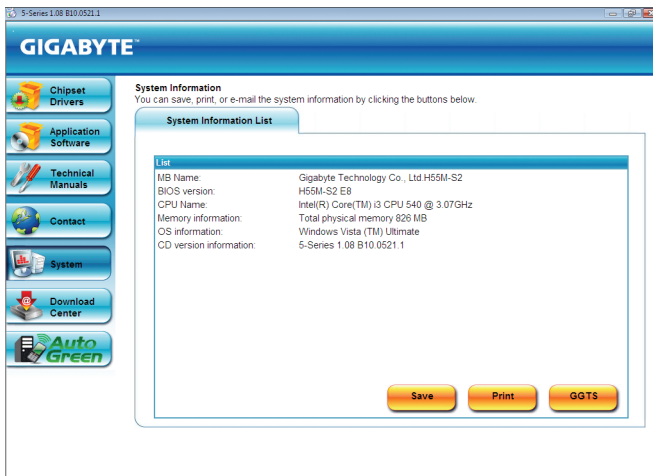 5-Series 1.08 B10.0521.1
GIGABYTE™
Chipset
Drivers
Application
Software
Technical
Manuals
Contact
System
Download
Center
Auto
Green
System Information
You can save, print, or e-mail the system information by clicking the buttons below.
System Information List
List
MB Name: Gigabyte Technology Co., Ltd.H55M-S2
BIOS version: H55M-S2 E8
CPU Name: Intel(R) Core(TM) i3 CPU 540 @ 3.07GHz
Memory information: Total physical memory 826 MB
OS information: Windows Vista (TM) Ultimate
CD version information: 5-Series 1.08 B10.0521.1
Save Print GGTS